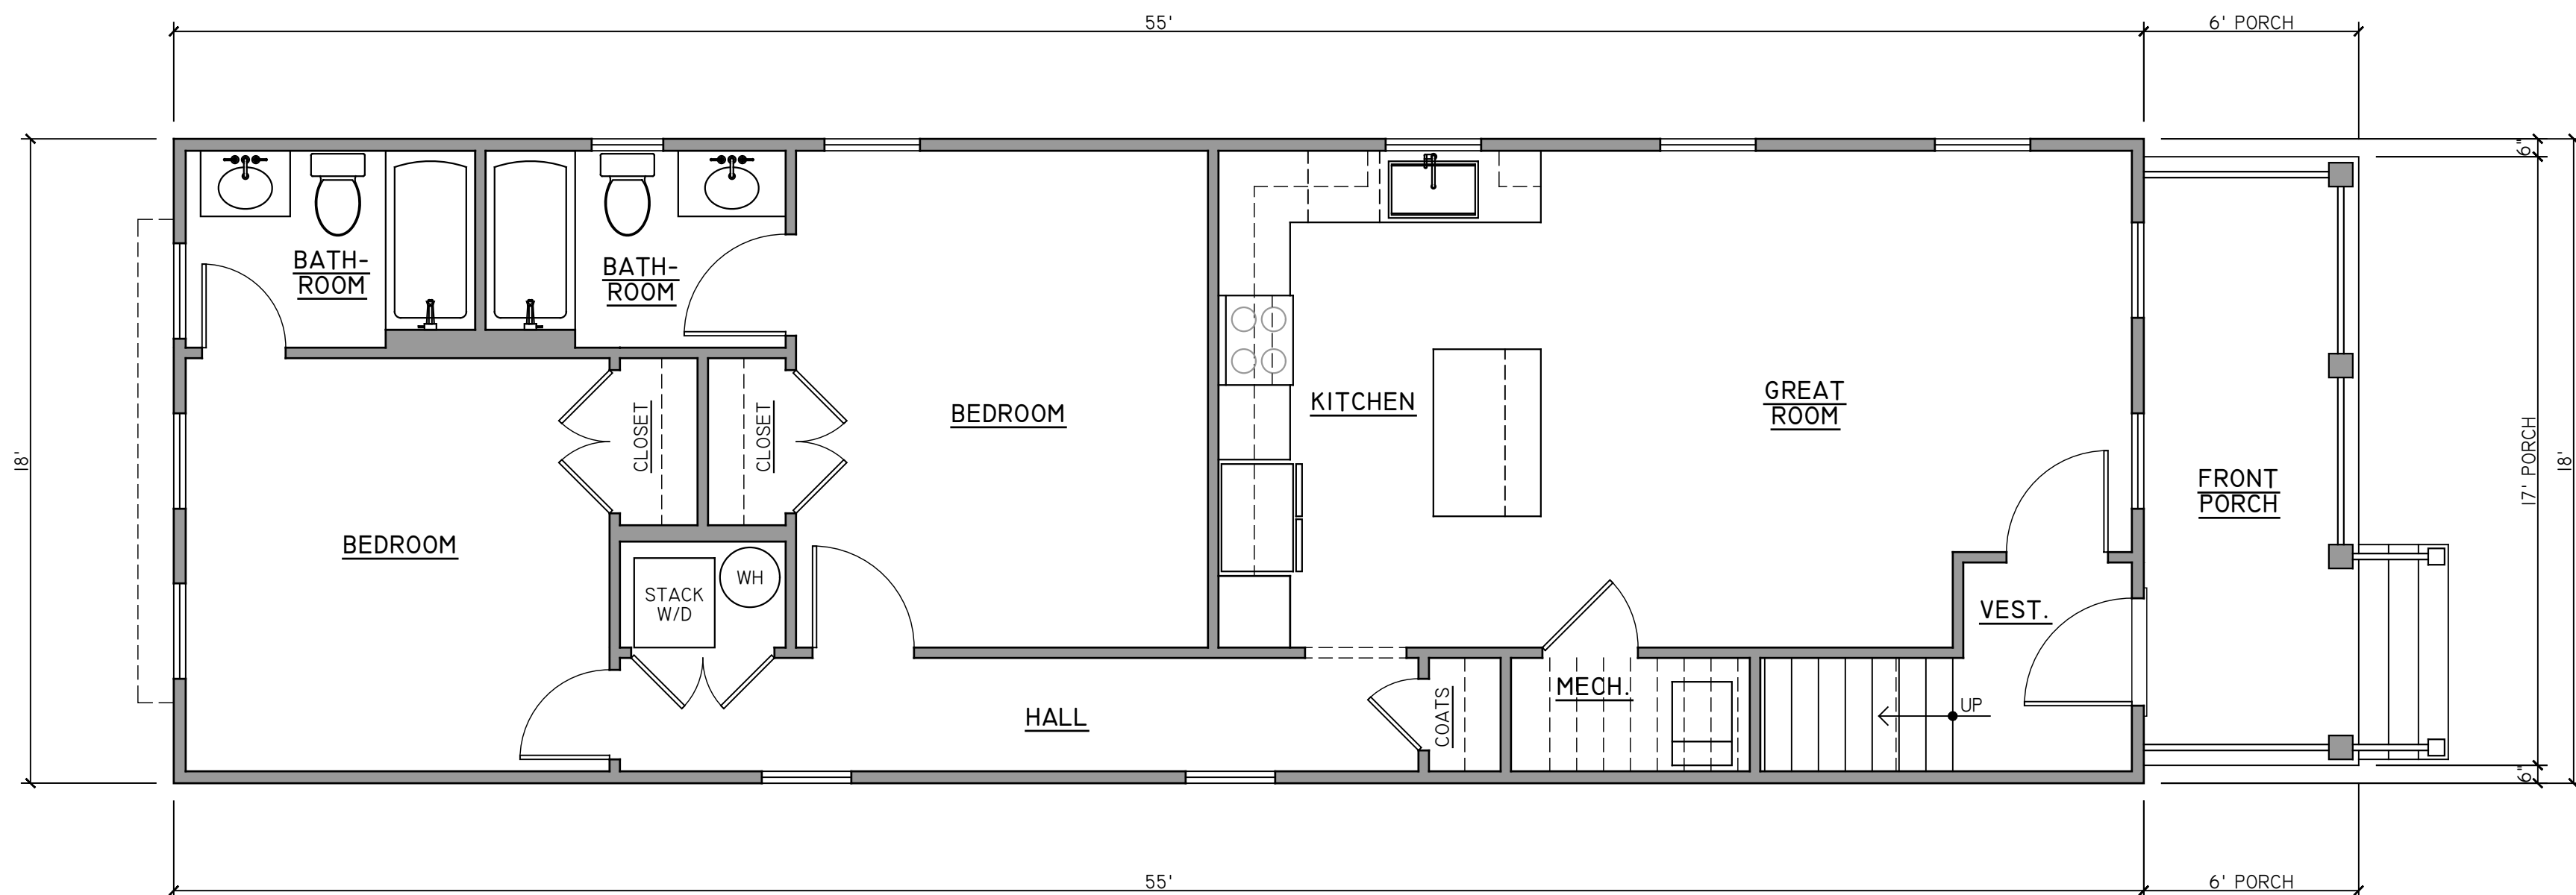 55'
6' PORCH
6"
BATH-
ROOM
BATH-
ROOM
GREAT
ROOM
KITCHEN
BEDROOM
CLOSET
CLOSET
18'
17' PORCH
18'
FRONT
PORCH
BEDROOM
STACK
W/D
WH
VEST.
MECH.
UP
HALL
COATS
6"
55'
6' PORCH